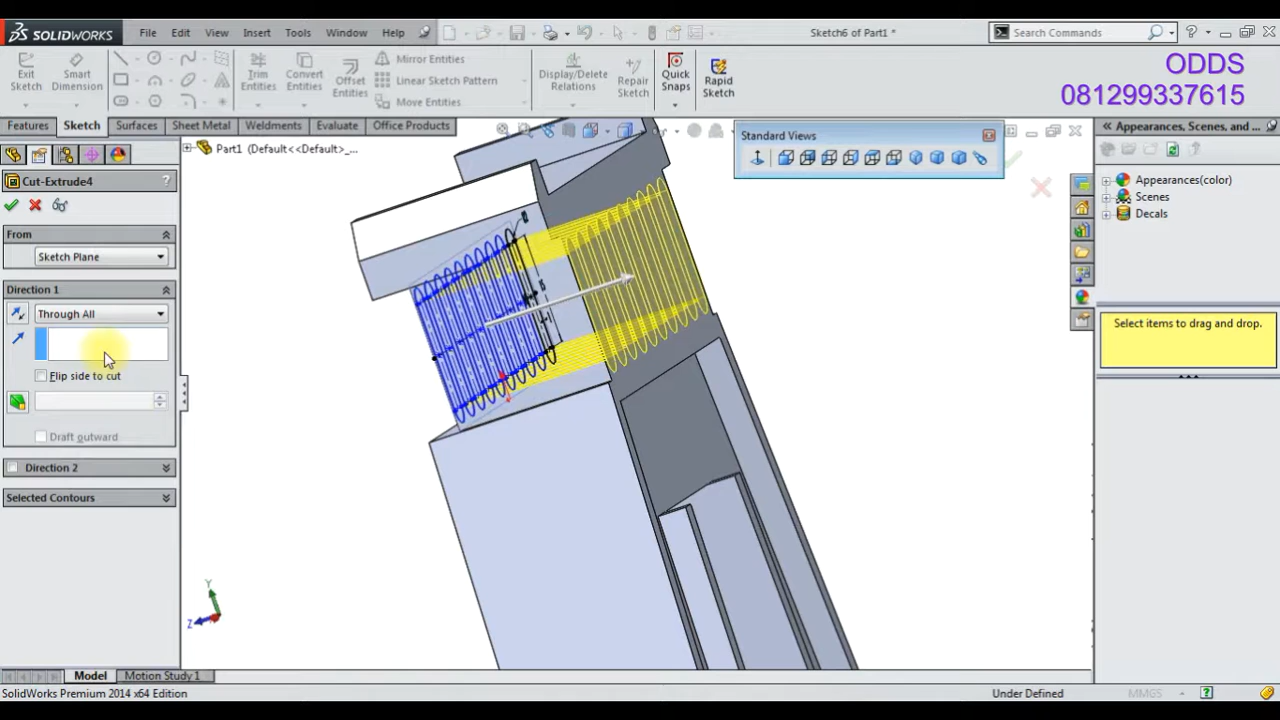 SOLIDWORKS
File Edit View Insert Tools Window Help
Sketch6 of Part1 *
Search Commands
ODDS
081299337615
Exit Sketch
Smart Dimension
Trim Entities
Convert Entities
Offset Entities
Mirror Entities
Linear Sketch Pattern
Move Entities
Display/Delete Relations
Repair Sketch
Quick Snaps
Rapid Sketch
Features Sketch Surfaces Sheet Metal Weldments Evaluate Office Products
Standard Views
Appearances, Scenes, and...
Part1 (Default<<Default>_...
Cut-Extrude4 ?
From
Sketch Plane
Direction 1
Through All
Flip side to cut
Draft outward
Direction 2
Selected Contours
Appearances(color)
Scenes
Decals
Select items to drag and drop.
Y
Z
Model Motion Study 1
SolidWorks Premium 2014 x64 Edition
Under Defined
MMGS